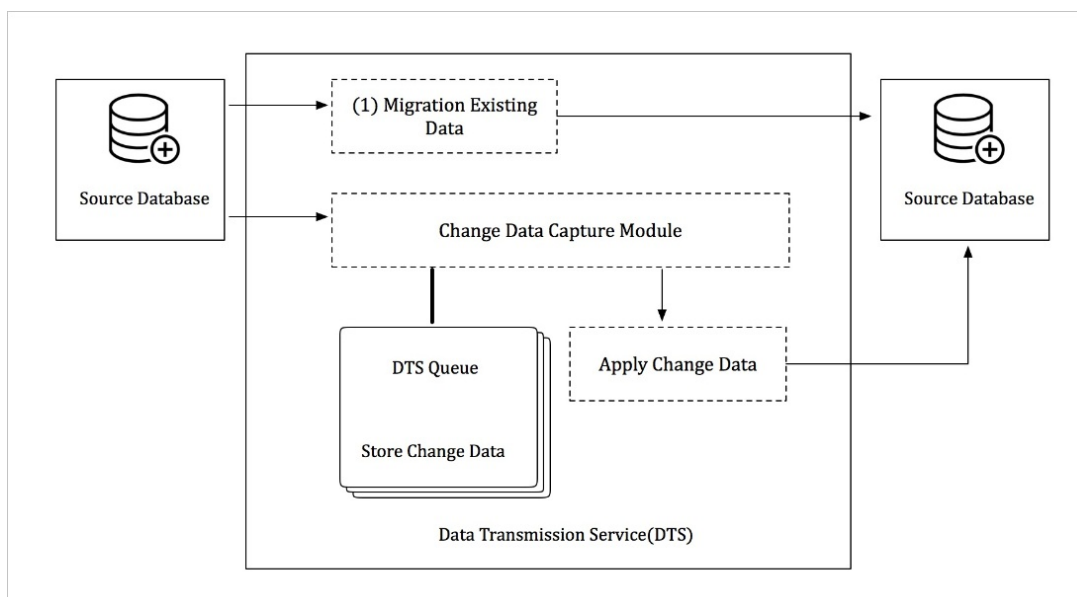 (1) Migration Existing
Data
Source Database
Source Database
Change Data Capture Module
DTS Queue
Apply Change Data
Store Change Data
Data Transmission Service(DTS)